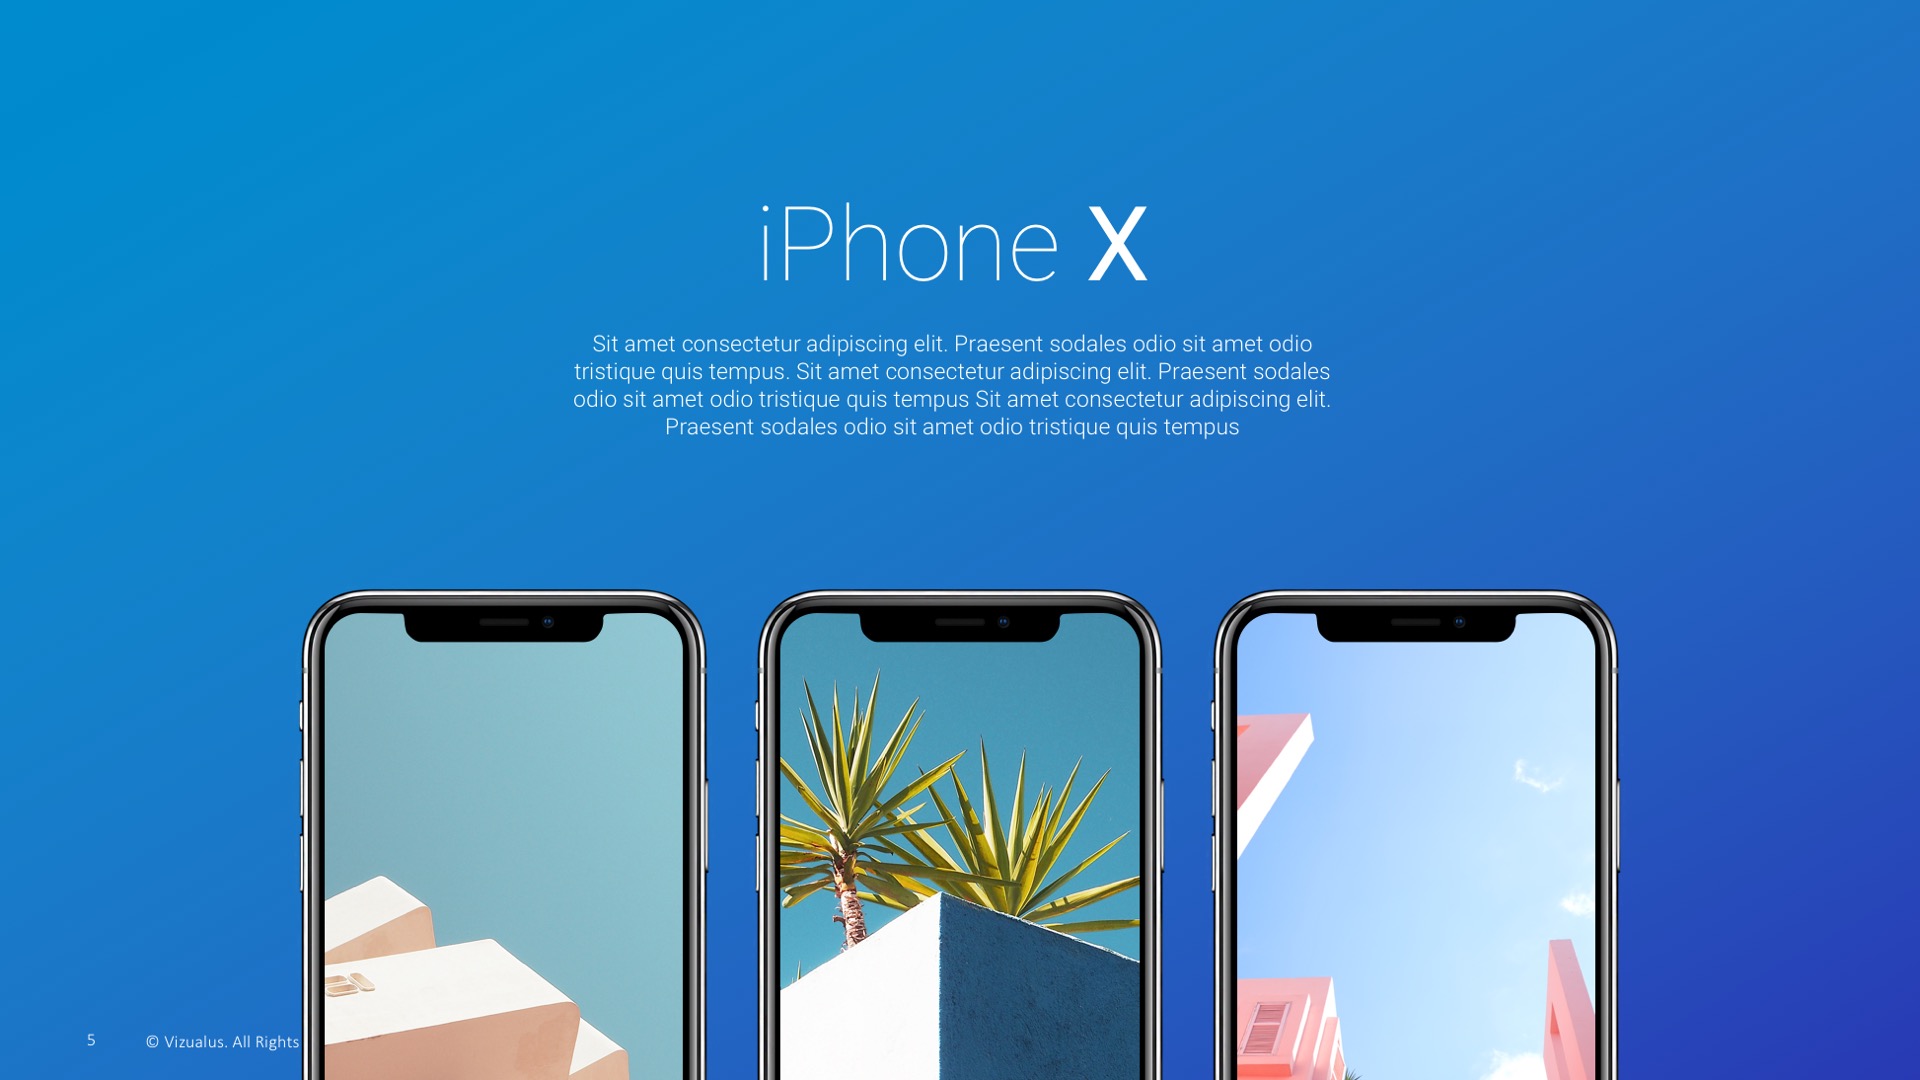 iPhone X
Sit amet consectetur adipiscing elit. Praesent sodales odio sit amet odio
tristique quis tempus. Sit amet consectetur adipiscing elit. Praesent sodales
odio sit amet odio tristique quis tempus Sit amet consectetur adipiscing elit.
Praesent sodales odio sit amet odio tristique quis tempus
5
© Vizualus. All Rights